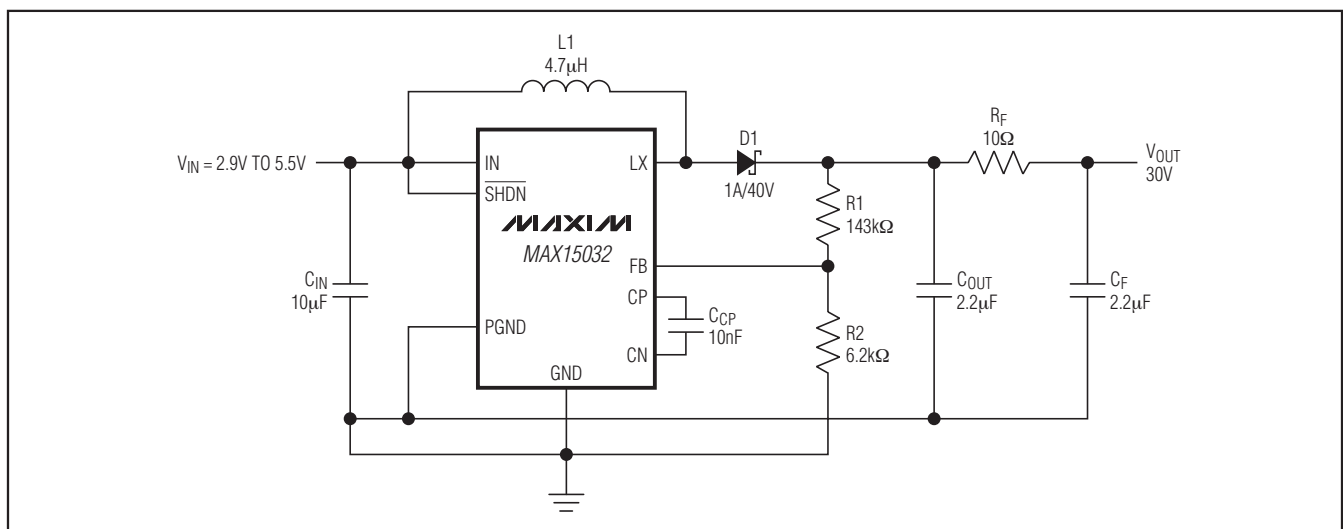 L1
4.7μH
V_IN = 2.9V TO 5.5V
IN
LX
D1
1A/40V
R_F
10Ω
V_OUT
30V
SHDN
MAXIM
MAX15032
R1
143kΩ
FB
C_IN
10μF
CP
C_CP
10nF
C_OUT
2.2μF
C_F
2.2μF
PGND
CN
R2
6.2kΩ
GND